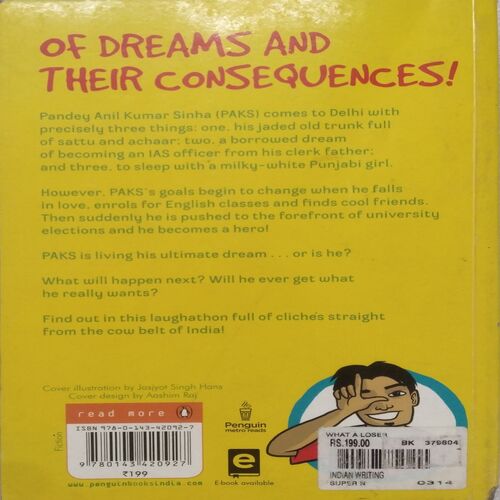 OF DREAMS AND
THEIR CONSEQUENCES!
Pandey Anil Kumar Sinha (PAKS) comes to Delhi with
precisely three things: one, his jaded old trunk full
of sattu and achaar; two, a borrowed dream
of becoming an IAS officer from his clerk father;
and three, to sleep with a milky-white Punjabi girl.
However, PAKS's goals begin to change when he falls
in love, enrols for English classes and finds cool friends.
Then suddenly he is pushed to the forefront of university
elections and he becomes a hero!
PAKS is living his ultimate dream . . . or is he?
What will happen next? Will he ever get what
he really wants?
Find out in this laughathon full of clichés straight
from the cow belt of India!
Cover illustration by Jasjyot Singh Hans
Cover design by Aashim Raj
read more
Fiction
ISBN 978-0-143-42092-7
9 780143 420927
www.penguinbooksindia.com
₹199
Penguin
metro reads
e
E-book available
WHAT A LOSER
RS.199.00
BK 375804
INDIAN WRITING
0314